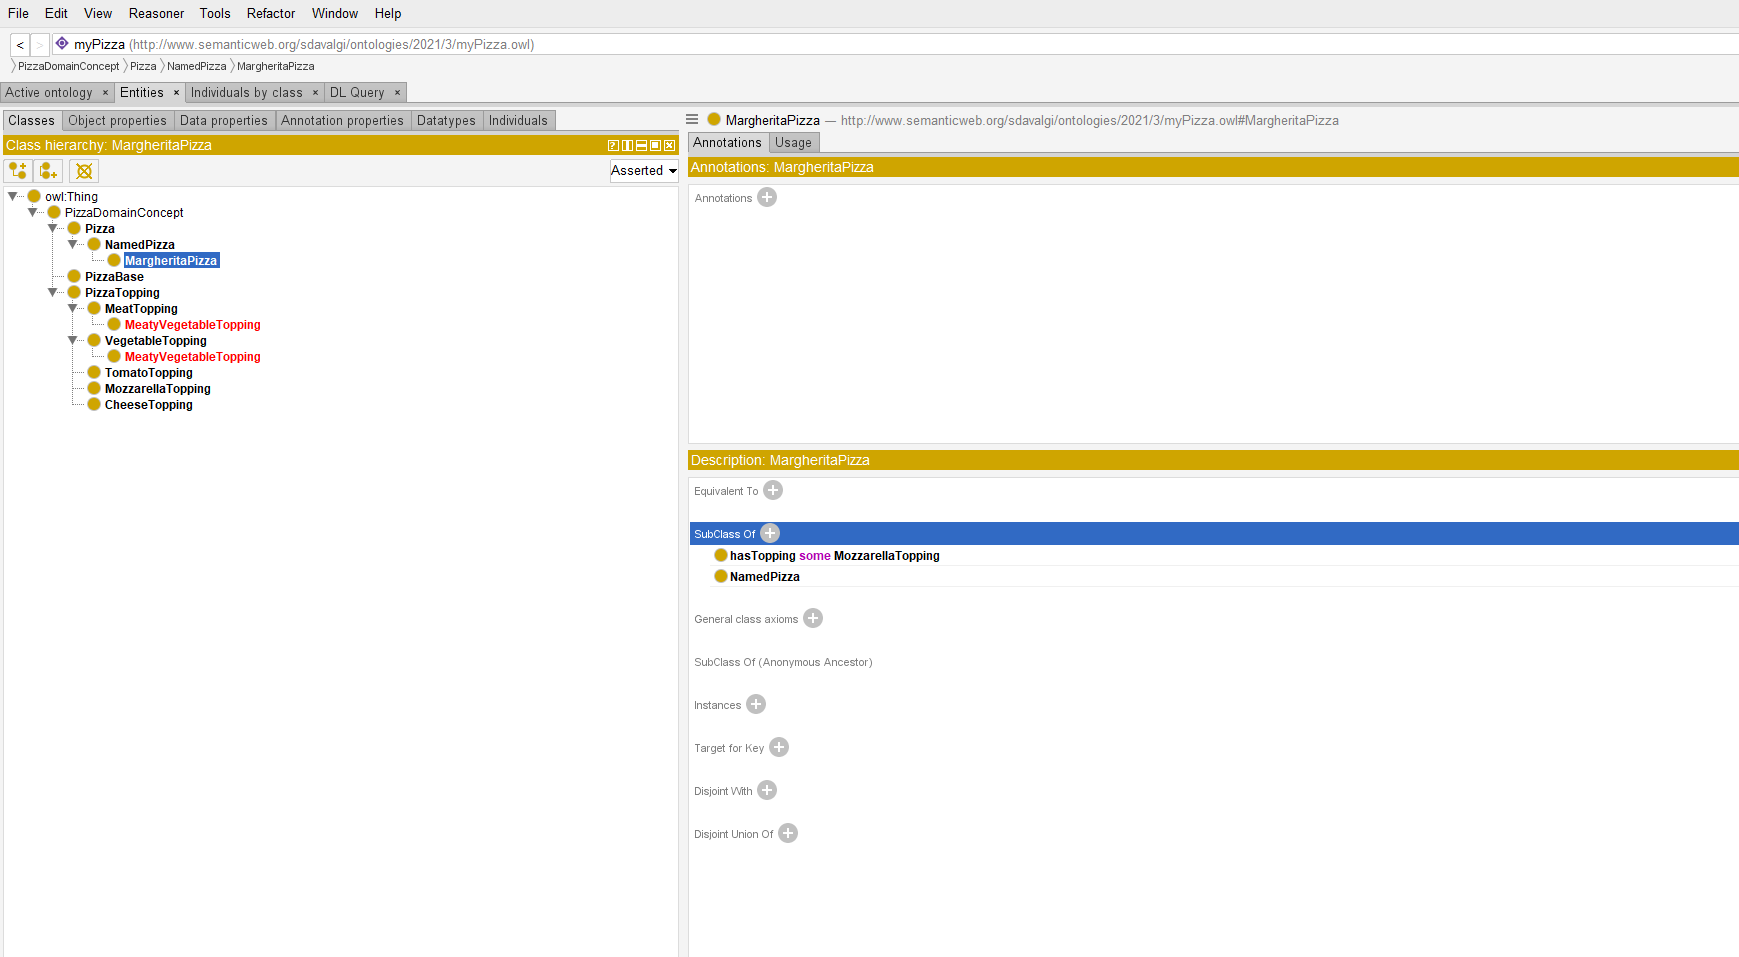 File Edit View Reasoner Tools Refactor Window Help
< > myPizza (http://www.semanticweb.org/sdavalgi/ontologies/2021/3/myPizza.owl)
PizzaDomainConcept Pizza NamedPizza MargheritaPizza
Active ontology × Entities × Individuals by class × DL Query ×
Classes Object properties Data properties Annotation properties Datatypes Individuals
Class hierarchy: MargheritaPizza
Asserted
owl:Thing
PizzaDomainConcept
Pizza
NamedPizza
MargheritaPizza
PizzaBase
PizzaTopping
MeatTopping
MeatyVegetableTopping
VegetableTopping
MeatyVegetableTopping
TomatoTopping
MozzarellaTopping
CheeseTopping
MargheritaPizza — http://www.semanticweb.org/sdavalgi/ontologies/2021/3/myPizza.owl#MargheritaPizza
Annotations Usage
Annotations: MargheritaPizza
Annotations
Description: MargheritaPizza
Equivalent To
SubClass Of
hasTopping some MozzarellaTopping
NamedPizza
General class axioms
SubClass Of (Anonymous Ancestor)
Instances
Target for Key
Disjoint With
Disjoint Union Of